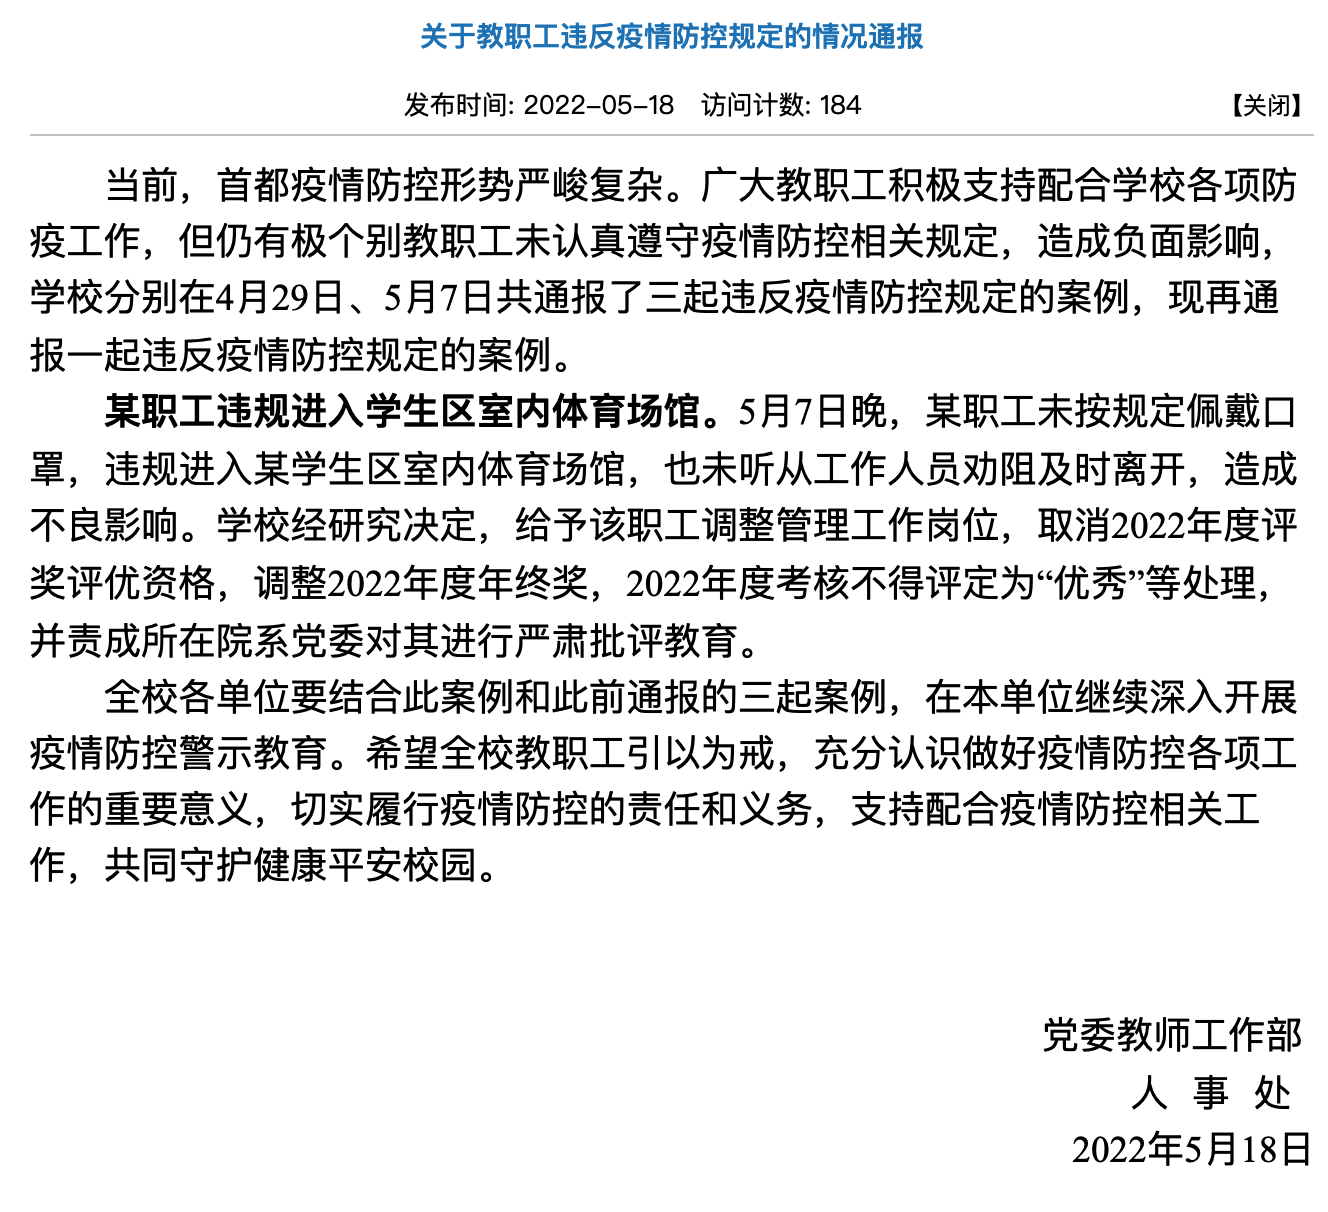 关于教职工违反疫情防控规定的情况通报
发布时间: 2022-05-18 访问计数: 184 【关闭】
当前，首都疫情防控形势严峻复杂。广大教职工积极支持配合学校各项防
疫工作，但仍有极个别教职工未认真遵守疫情防控相关规定，造成负面影响，
学校分别在4月29日、5月7日共通报了三起违反疫情防控规定的案例，现再通
报一起违反疫情防控规定的案例。
某职工违规进入学生区室内体育场馆。5月7日晚，某职工未按规定佩戴口
罩，违规进入某学生区室内体育场馆，也未听从工作人员劝阻及时离开，造成
不良影响。学校经研究决定，给予该职工调整管理工作岗位，取消2022年度评
奖评优资格，调整2022年度年终奖，2022年度考核不得评定为“优秀”等处理，
并责成所在院系党委对其进行严肃批评教育。
全校各单位要结合此案例和此前通报的三起案例，在本单位继续深入开展
疫情防控警示教育。希望全校教职工引以为戒，充分认识做好疫情防控各项工
作的重要意义，切实履行疫情防控的责任和义务，支持配合疫情防控相关工
作，共同守护健康平安校园。
党委教师工作部
人 事 处
2022年5月18日